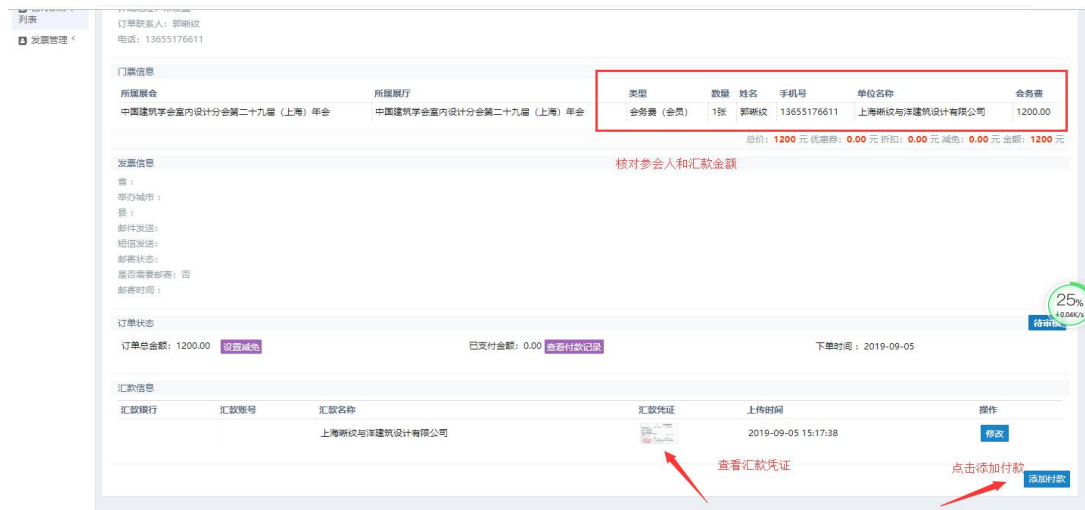 列表
发票管理
订单联系人：郭晰纹
电话：13655176611
门票信息
所属展会 所属展厅 类型 数量 姓名 手机号 单位名称 会务费
中国建筑学会室内设计分会第二十九届（上海）年会 中国建筑学会室内设计分会第二十九届（上海）年会 会务费（会员） 1张 郭晰纹 13655176611 上海晰纹与洋建筑设计有限公司 1200.00
总价：1200 元 优惠券：0.00 元 折扣：0.00 元 减免：0.00 元 金额：1200 元
发票信息
核对参会人和汇款金额
省：
举办城市：
县：
邮件发送：
短信发送：
邮寄状态：
是否需要邮寄：否
邮寄时间：
25%
↓0.04K/s
订单状态
订单总金额：1200.00 设置减免 已支付金额：0.00 查看付款记录 下单时间：2019-09-05
汇款信息
汇款银行 汇款账号 汇款名称 汇款凭证 上传时间 操作
上海晰纹与洋建筑设计有限公司 2019-09-05 15:17:38 修改
查看汇款凭证
点击添加付款
添加付款